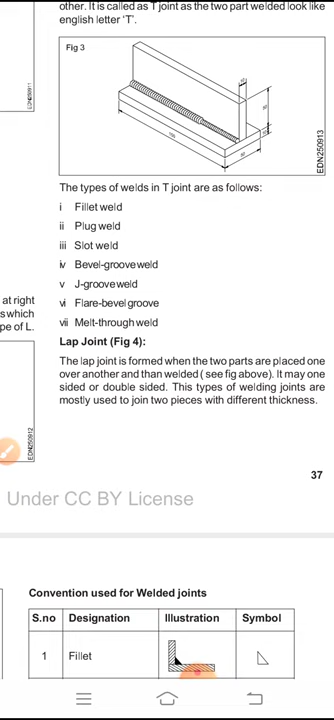 other. It is called as T joint as the two part welded look like
english letter 'T'.
Fig 3
EDN250911
EDN250913
The types of welds in T joint are as follows:
i Fillet weld
ii Plug weld
iii Slot weld
iv Bevel-groove weld
v J-groove weld
vi Flare-bevel groove
vii Melt-through weld
at right
s which
pe of L.
Lap Joint (Fig 4):
The lap joint is formed when the two parts are placed one
over another and than welded ( see fig above). It may one
sided or double sided. This types of welding joints are
mostly used to join two pieces with different thickness.
EDN250912
37
Under CC BY License
Convention used for Welded joints
S.no Designation Illustration Symbol
1 Fillet